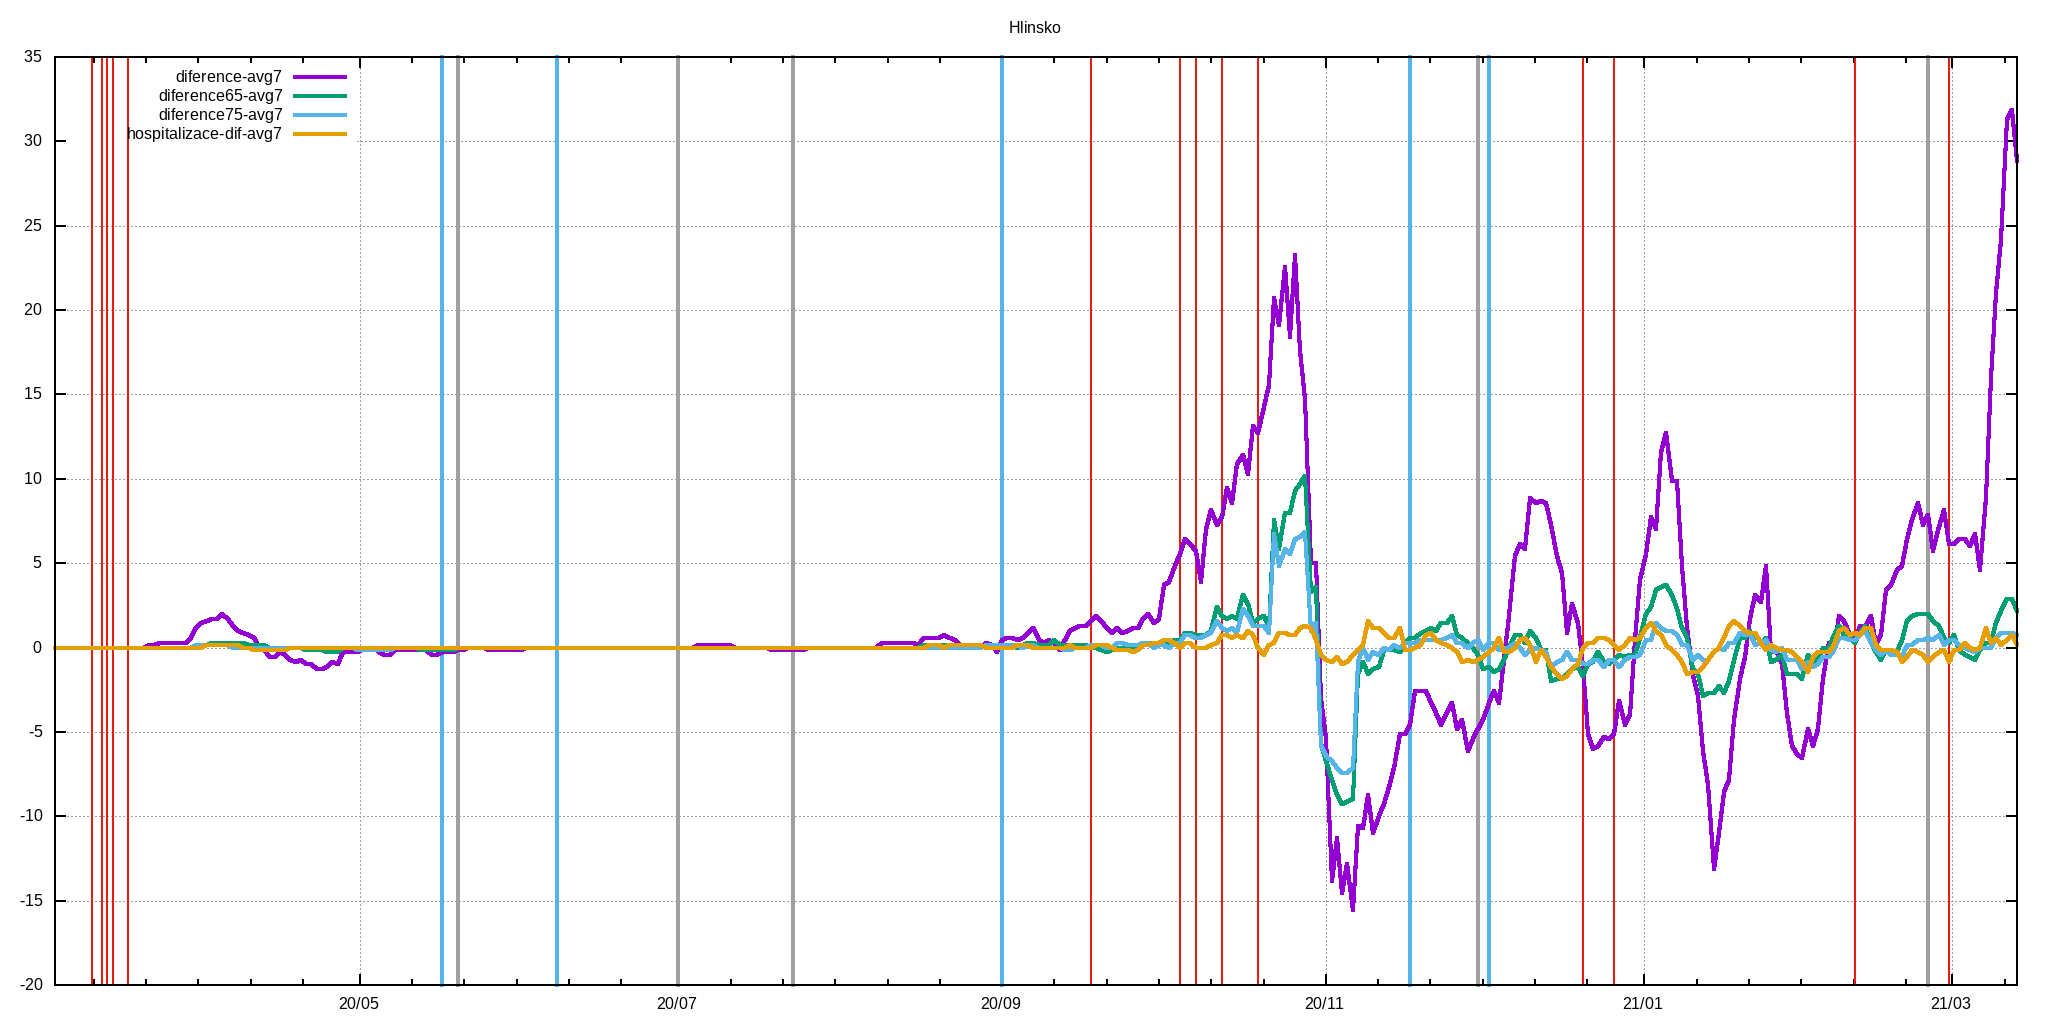 Hlinsko
diference-avg7
diference65-avg7
diference75-avg7
hospitalizace-dif-avg7
35
30
25
20
15
10
5
0
-5
-10
-15
-20
20/05 20/07 20/09 20/11 21/01 21/03